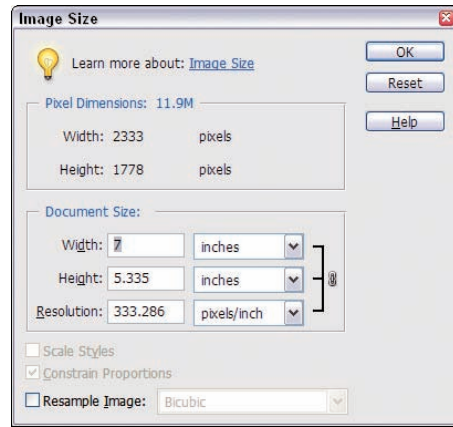 Image Size
Learn more about: Image Size
OK
Reset
Help
Pixel Dimensions: 11.9M
Width: 2333 pixels
Height: 1778 pixels
Document Size:
Width: 7 inches
Height: 5.335 inches
Resolution: 333.286 pixels/inch
Scale Styles
Constrain Proportions
Resample Image: Bicubic